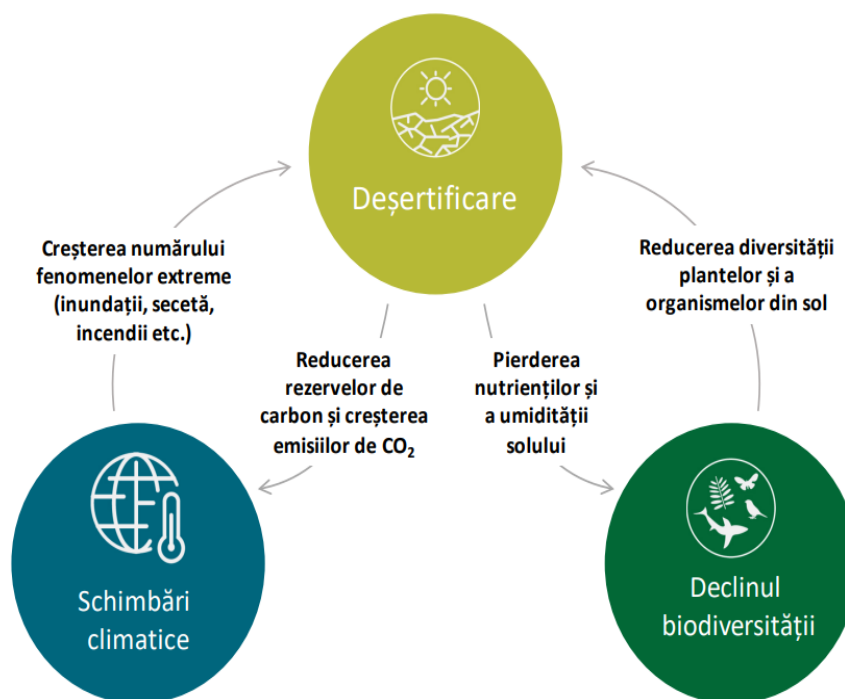 Deșertificare
Creșterea numărului
fenomenelor extreme
(inundații, secetă,
incendii etc.)
Reducerea diversității
plantelor și a
organismelor din sol
Reducerea
rezervelor de
carbon și creșterea
emisiilor de CO₂
Pierderea
nutrienților și
a umidității
solului
Schimbări
climatice
Declinul
biodiversității